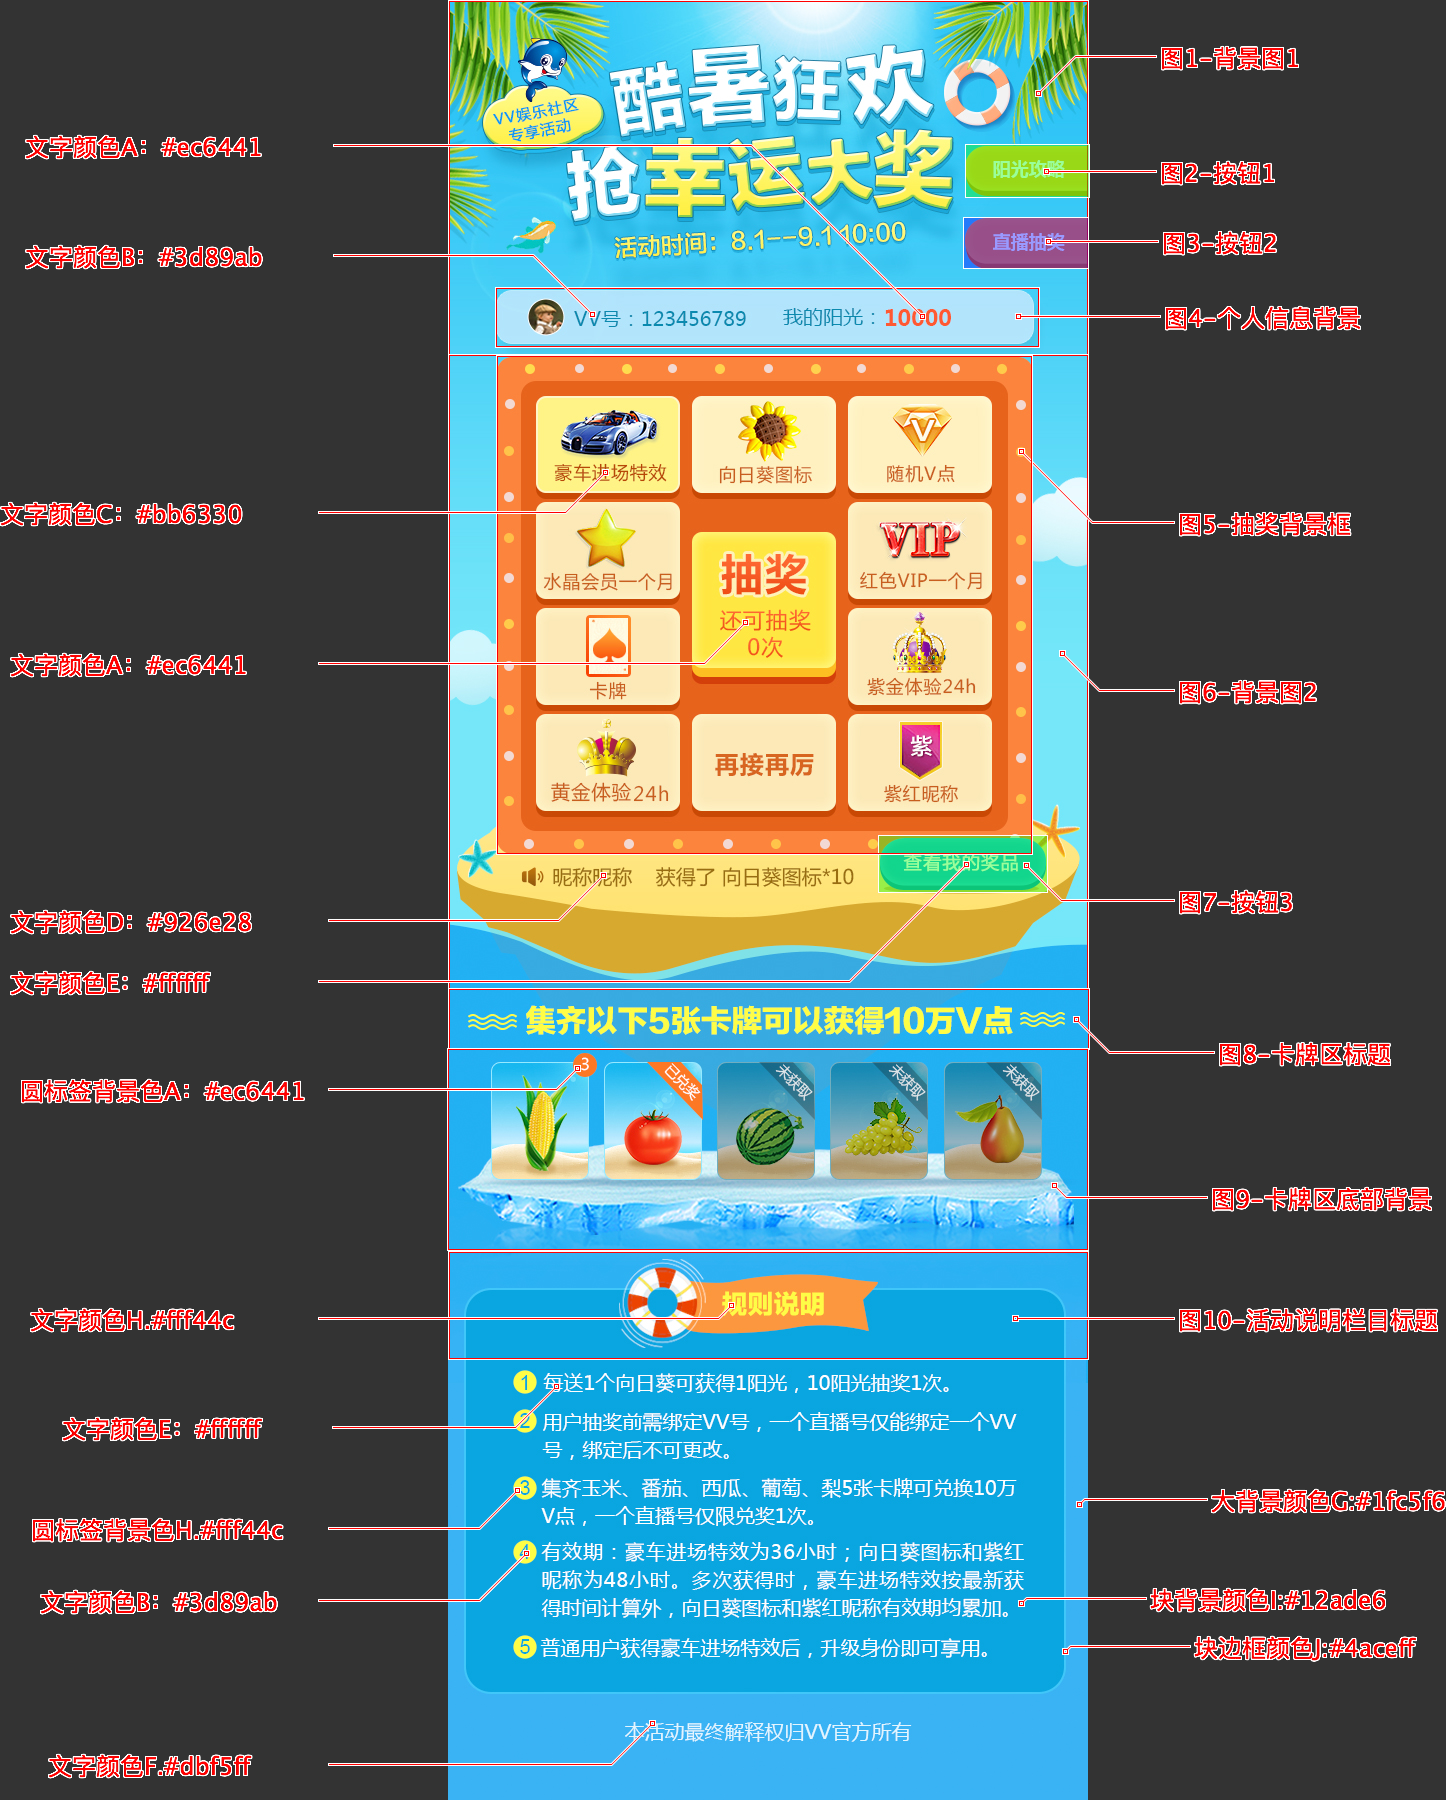 图1-背景图1
VV娱乐社区
专享活动
酷暑狂欢
抢幸运大奖
文字颜色A：#ec6441
阳光攻略
图2-按钮1
直播抽奖
图3-按钮2
活动时间：8.1--9.1 10:00
文字颜色B：#3d89ab
VV号：123456789
我的阳光：10000
图4-个人信息背景
豪车进场特效
向日葵图标
V
随机V点
文字颜色C：#bb6330
图5-抽奖背景框
水晶会员一个月
抽奖
还可抽奖
0次
VIP
红色VIP一个月
文字颜色A：#ec6441
卡牌
紫金体验24h
图6-背景图2
黄金体验24h
再接再厉
紫
紫红昵称
查看我的奖品
昵称昵称 获得了 向日葵图标*10
图7-按钮3
文字颜色D：#926e28
文字颜色E：#ffffff
集齐以下5张卡牌可以获得10万V点
图8-卡牌区标题
圆标签背景色A：#ec6441
3
已兑奖
未获取
未获取
未获取
图9-卡牌区底部背景
规则说明
文字颜色H.#fff44c
图10-活动说明栏目标题
1 每送1个向日葵可获得1阳光，10阳光抽奖1次。
文字颜色E：#ffffff
2 用户抽奖前需绑定VV号，一个直播号仅能绑定一个VV
号，绑定后不可更改。
3 集齐玉米、番茄、西瓜、葡萄、梨5张卡牌可兑换10万
V点，一个直播号仅限兑奖1次。
大背景颜色G:#1fc5f6
圆标签背景色H.#fff44c
4 有效期：豪车进场特效为36小时；向日葵图标和紫红
昵称为48小时。多次获得时，豪车进场特效按最新获
得时间计算外，向日葵图标和紫红昵称有效期均累加。
文字颜色B：#3d89ab
块背景颜色I:#12ade6
5 普通用户获得豪车进场特效后，升级身份即可享用。
块边框颜色J:#4aceff
本活动最终解释权归VV官方所有
文字颜色F.#dbf5ff